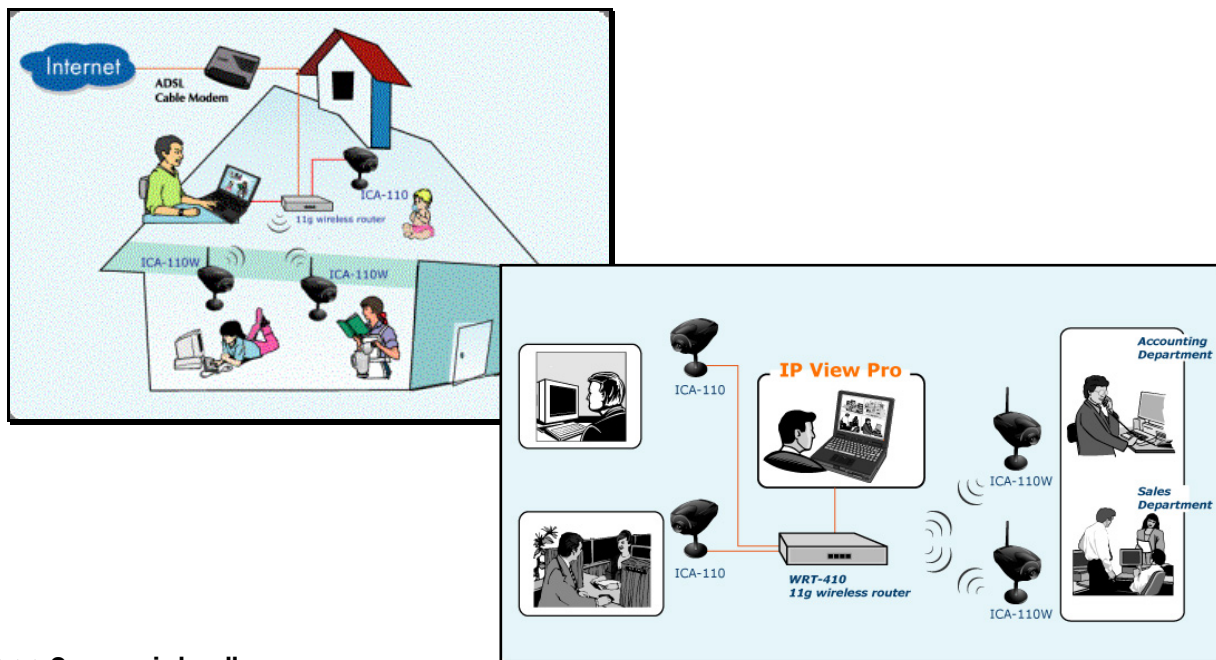 Internet
ADSL
Cable Modem
ICA-110
11g wireless router
ICA-110W
ICA-110W
ICA-110
IP View Pro
Accounting
Department
ICA-110W
Sales
Department
ICA-110
WRT-410
11g wireless router
ICA-110W